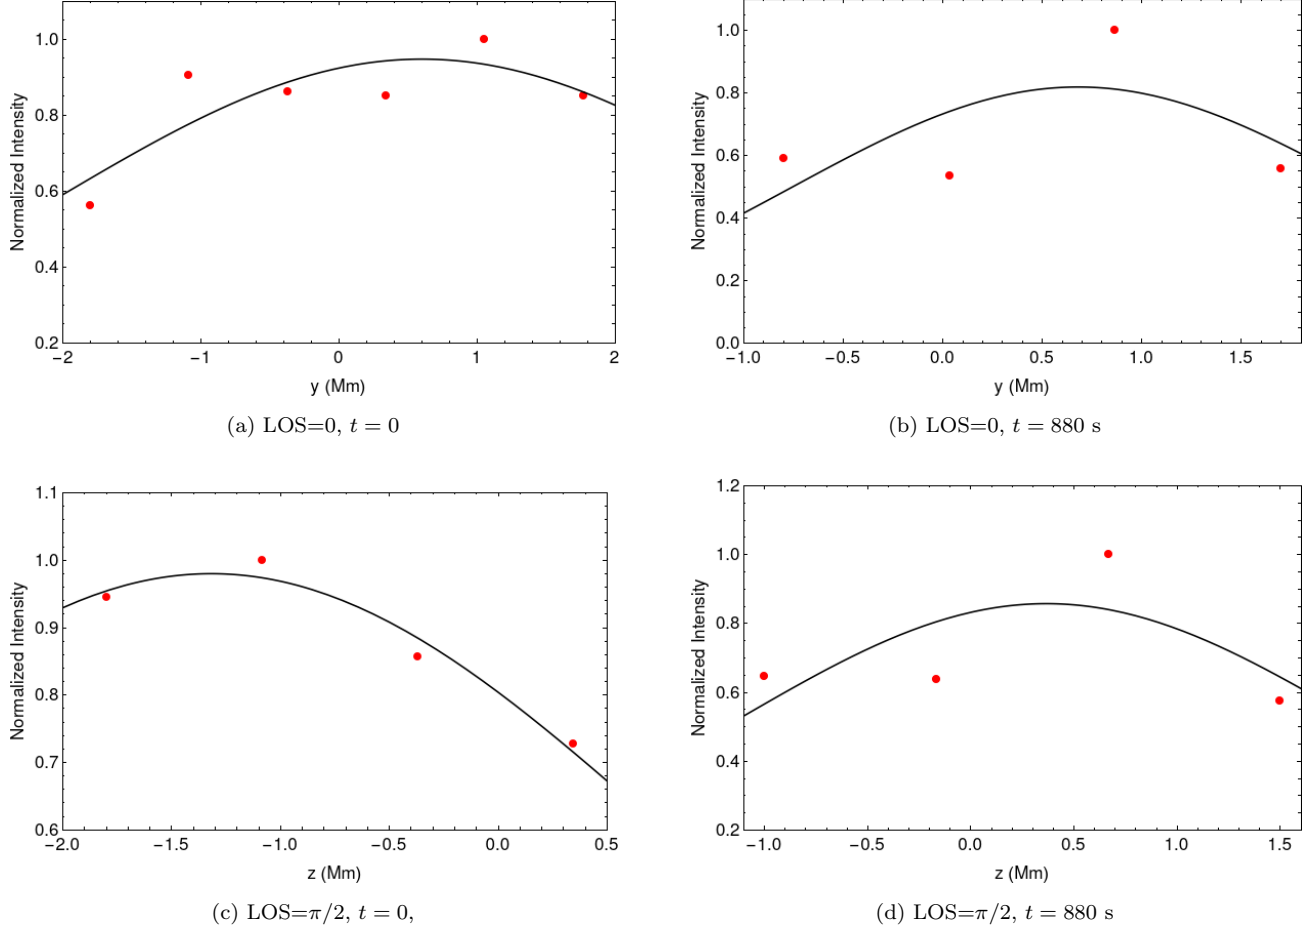 1.0
0.8
0.6
0.4
0.2
Normalized Intensity
−2 −1 0 1 2
y (Mm)
(a) LOS=0, t = 0
1.0
0.8
0.6
0.4
0.2
0.0
Normalized Intensity
−1.0 −0.5 0.0 0.5 1.0 1.5
y (Mm)
(b) LOS=0, t = 880 s
1.1
1.0
0.9
0.8
0.7
0.6
Normalized Intensity
−2.0 −1.5 −1.0 −0.5 0.0 0.5
z (Mm)
(c) LOS=π/2, t = 0,
1.2
1.0
0.8
0.6
0.4
0.2
Normalized Intensity
−1.0 −0.5 0.0 0.5 1.0 1.5
z (Mm)
(d) LOS=π/2, t = 880 s